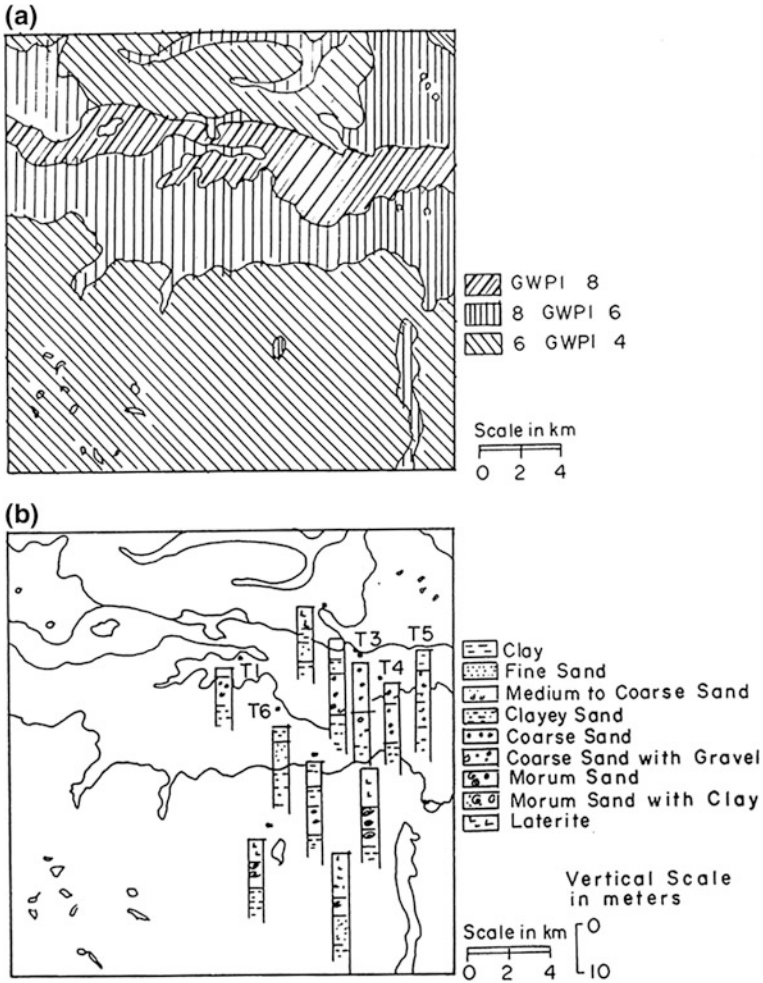 (a)
GWPI 8
8 GWPI 6
6 GWPI 4
Scale in km
0 2 4
(b)
T3 T5
T1 T4
T6
Clay
Fine Sand
Medium to Coarse Sand
Clayey Sand
Coarse Sand
Coarse Sand with Gravel
Morum Sand
Morum Sand with Clay
Laterite
Vertical Scale
in meters
Scale in km
0 2 4
0
10